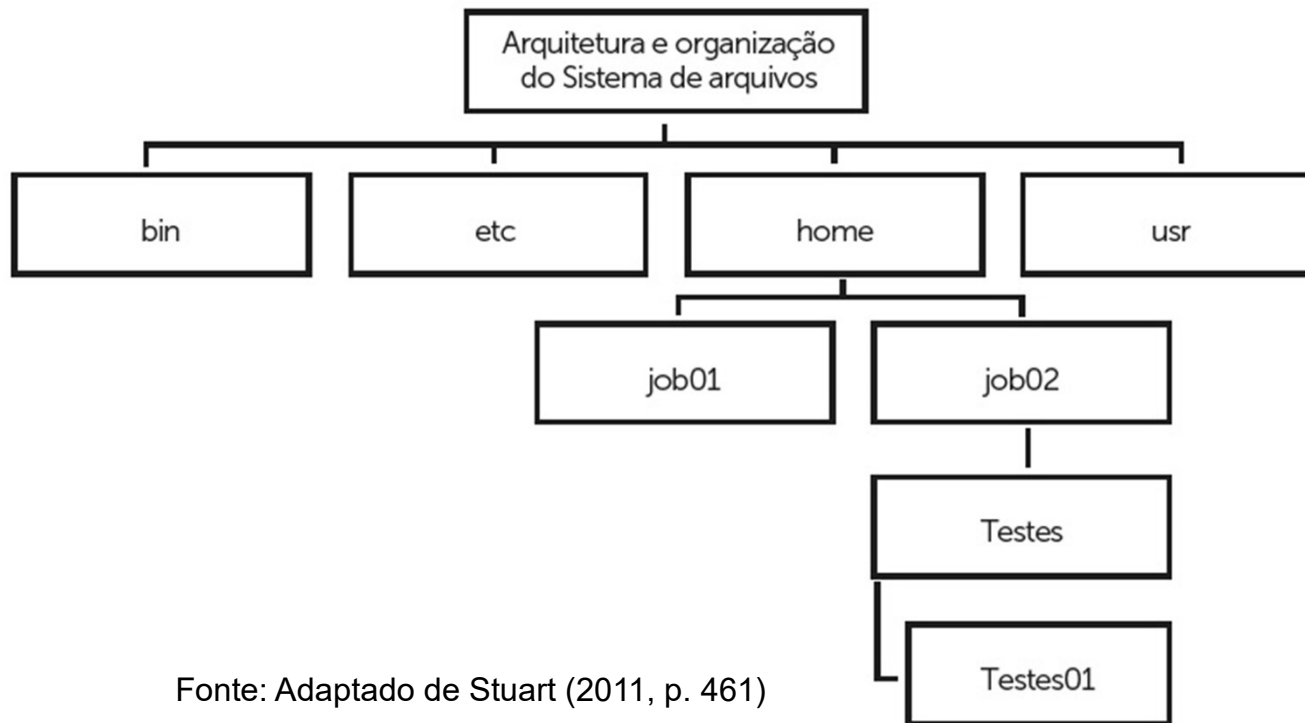 Arquitetura e organização
do Sistema de arquivos
bin
etc
home
usr
job01
job02
Testes
Testes01
Fonte: Adaptado de Stuart (2011, p. 461)